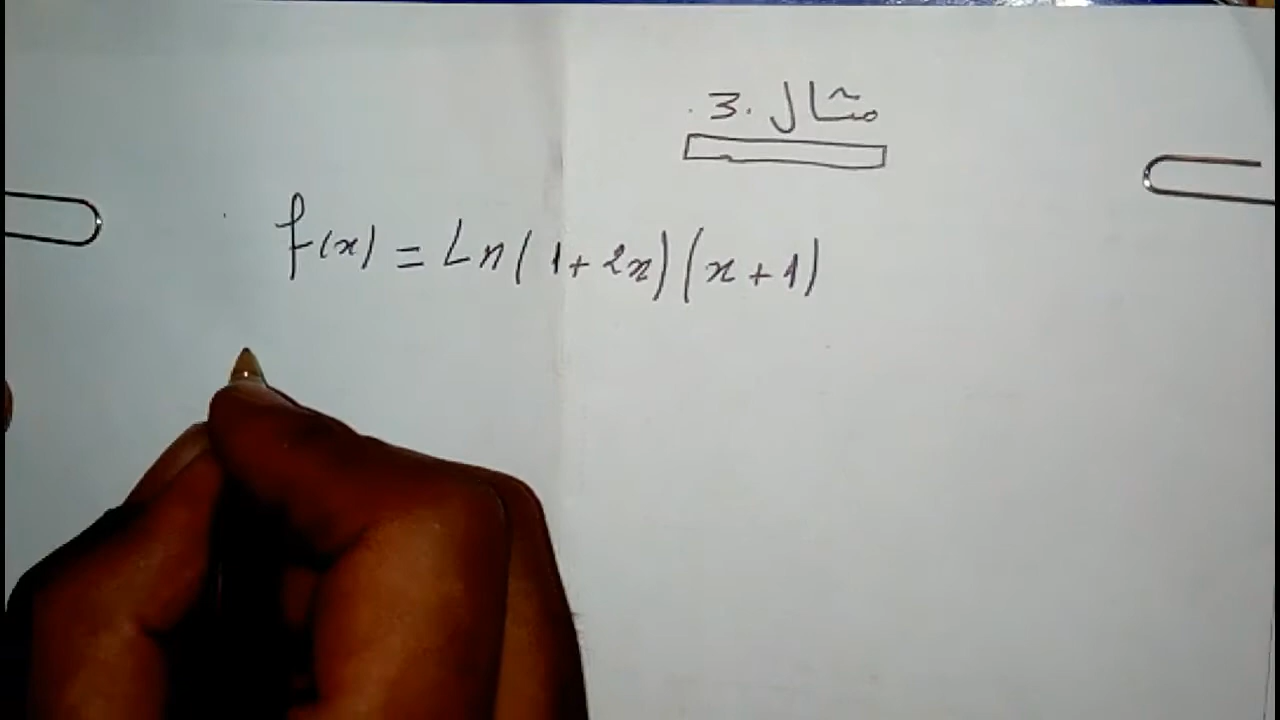 مثال .3.
f(x) = Ln(1+2x)(x+1)